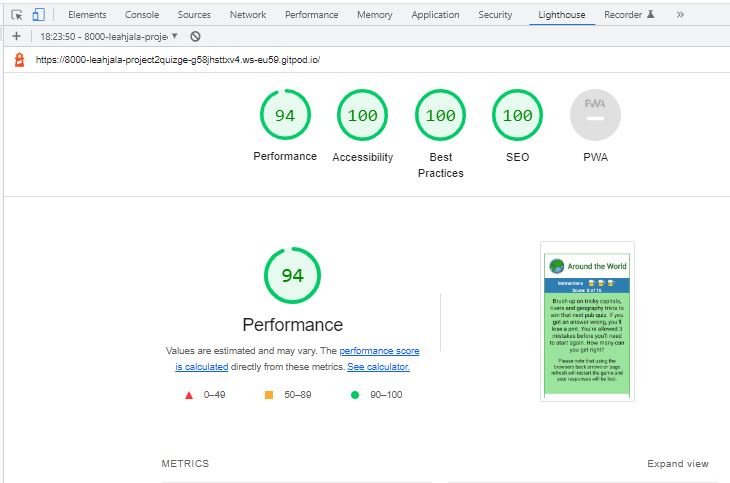 Elements Console Sources Network Performance Memory Application Security Lighthouse Recorder »
+ 18:23:50 - 8000-leahjala-proje
https://8000-leahjala-project2quizge-g58jhsttxv4.ws-eu59.gitpod.io/
94 100 100 100 PWA
Performance Accessibility Best Practices SEO PWA
94
Performance
Values are estimated and may vary. The performance score
is calculated directly from these metrics. See calculator.
0–49 50–89 90–100
Around the World
Instructions
Score: 0 of 15
Brush up on tricky capitals,
rivers and geography trivia to
win that next pub quiz. If you
get an answer wrong, you'll
lose a pint. You're allowed 3
mistakes before you'll need
to start again. How many can
you get right?
Please note that using the
browsers back arrows or page
refresh will restart the game and
your responses will be lost.
METRICS Expand view